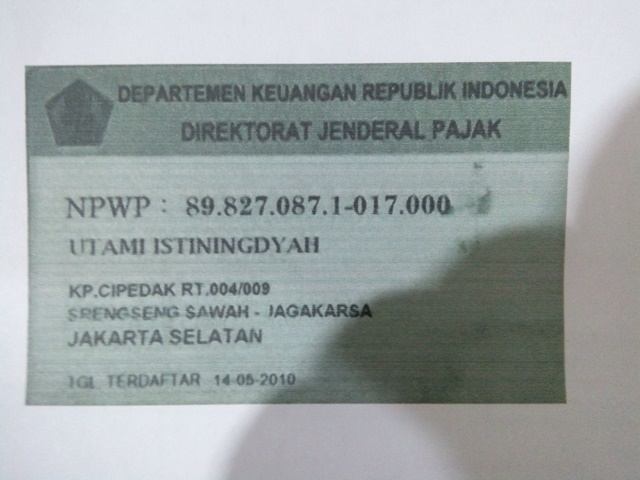 DEPARTEMEN KEUANGAN REPUBLIK INDONESIA
DIREKTORAT JENDERAL PAJAK
NPWP : 89.827.087.1-017.000
UTAMI ISTININGDYAH
KP.CIPEDAK RT.004/009
SRENGSENG SAWAH - JAGAKARSA
JAKARTA SELATAN
TGL TERDAFTAR 14-05-2010